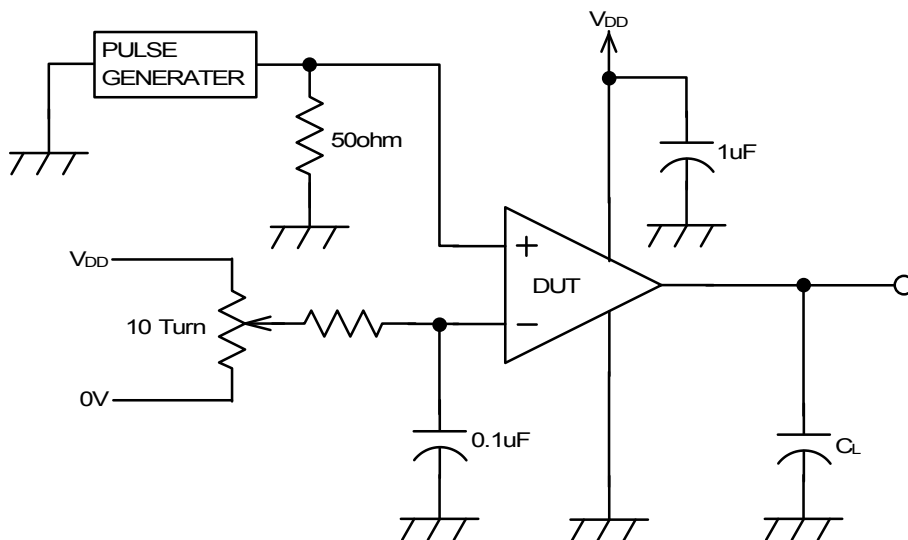 VDD
PULSE
GENERATER
50ohm
1uF
VDD
+
DUT
10 Turn
−
0V
0.1uF
CL